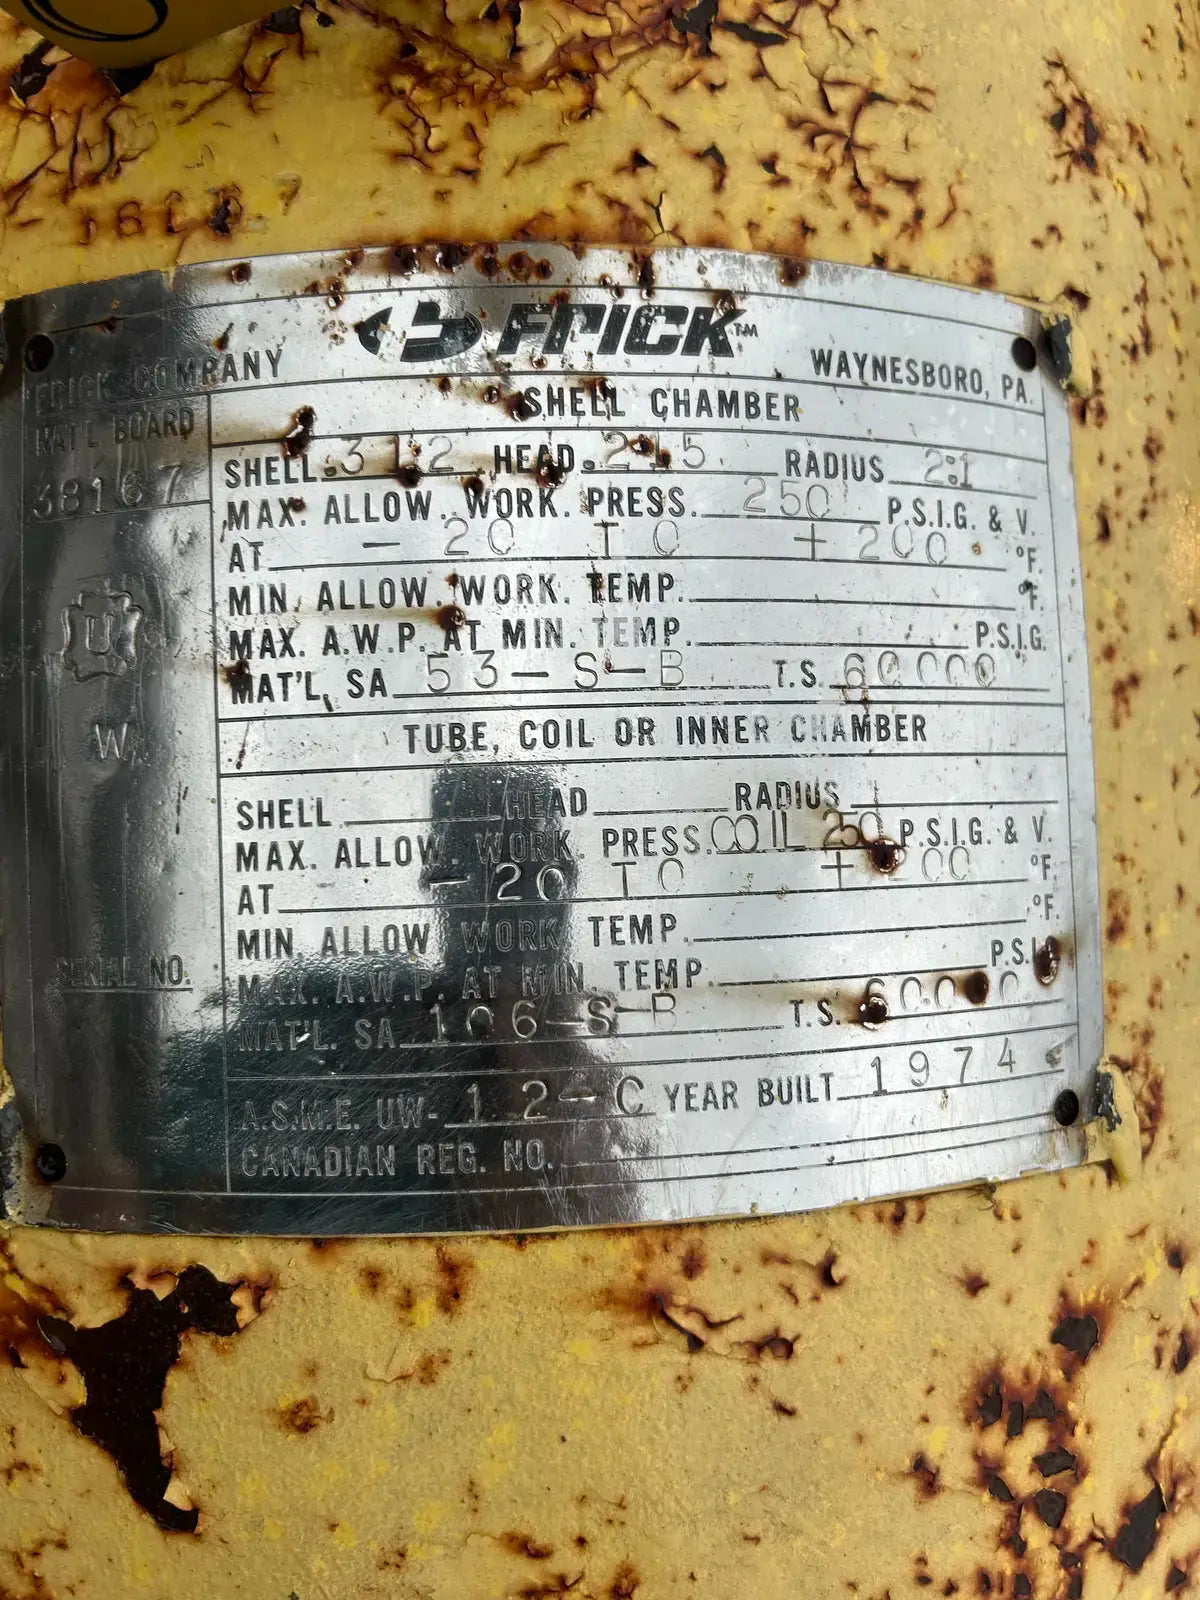 FRICK™
FRICK COMPANY
WAYNESBORO, PA.
NAT'L BOARD
38167
U
W
SERIAL NO.
SHELL CHAMBER
SHELL .312 HEAD .215 RADIUS 2:1
MAX. ALLOW. WORK. PRESS. 250 P.S.I.G. & V.
AT - 20 TO + 200 °F.
MIN. ALLOW. WORK. TEMP. °F.
MAX. A.W.P. AT MIN. TEMP. P.S.I.G.
MAT'L. SA 53-S-B T.S. 60000
TUBE, COIL OR INNER CHAMBER
SHELL HEAD RADIUS
MAX. ALLOW. WORK. PRESS. COIL 250 P.S.I.G. & V.
AT - 20 TO + 200 °F.
MIN. ALLOW WORK TEMP. °F.
MAX. A.W.P. AT MIN. TEMP. P.S.I.G
MAT'L. SA 106-S-B T.S. 60000
A.S.M.E. UW- 12-C YEAR BUILT 1974
CANADIAN REG. NO.